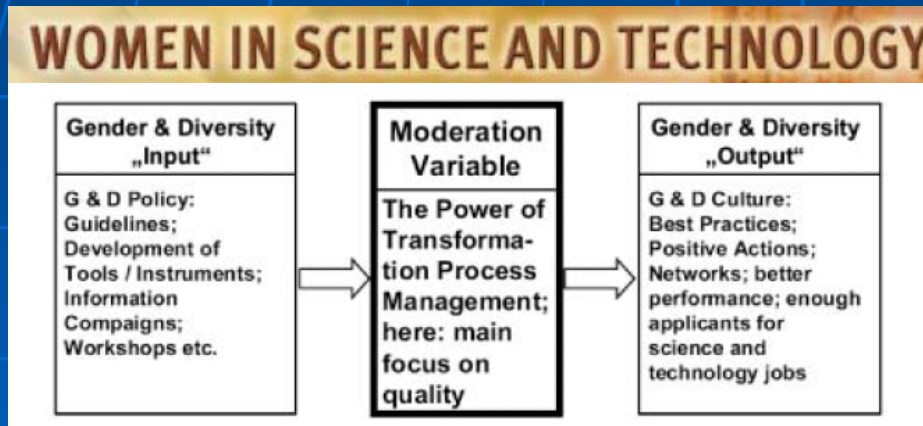 WOMEN IN SCIENCE AND TECHNOLOGY
Gender & Diversity
„Input“
G & D Policy:
Guidelines;
Development of
Tools / Instruments;
Information
Compaigns;
Workshops etc.
Moderation
Variable
The Power of
Transforma-
tion Process
Management;
here: main
focus on
quality
Gender & Diversity
„Output“
G & D Culture:
Best Practices;
Positive Actions;
Networks; better
performance; enough
applicants for
science and
technology jobs